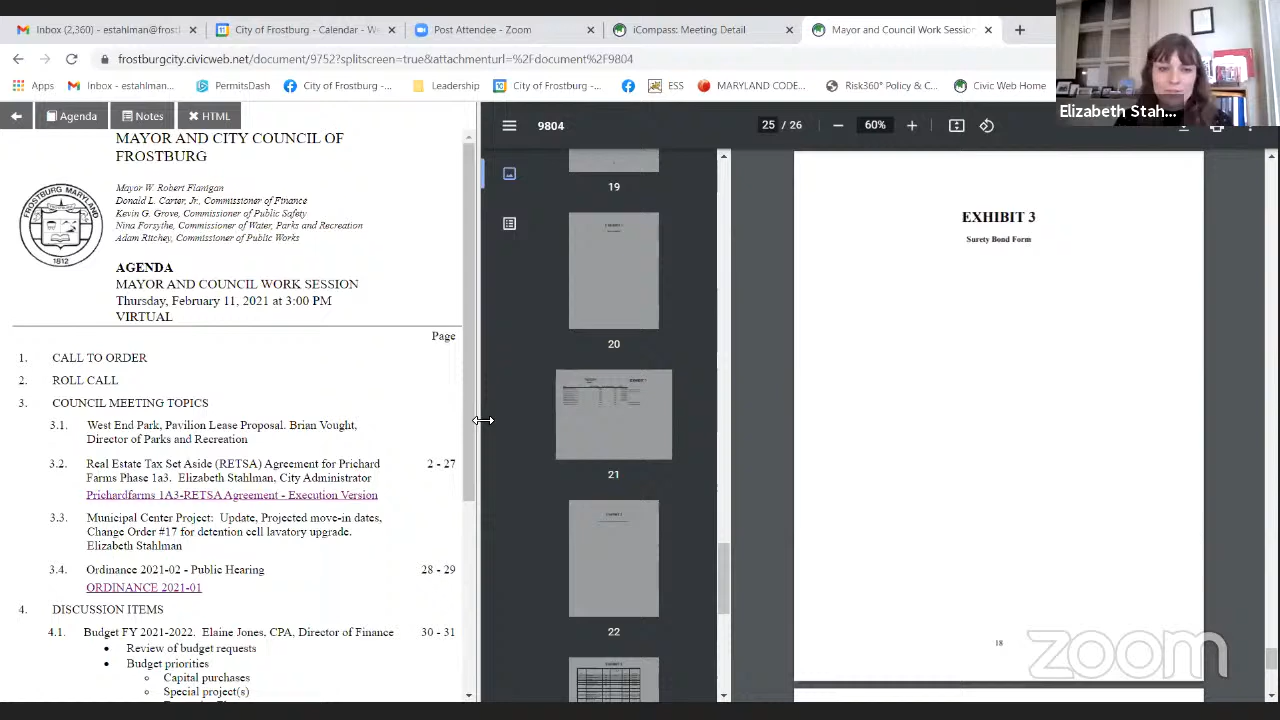 Inbox (2,360) - estahlman@frost
City of Frostburg - Calendar - We
Post Attendee - Zoom
iCompass: Meeting Detail
Mayor and Council Work Session
frostburgcity.civicweb.net/document/9752?splitscreen=true&attachmenturl=%2Fdocument%2F9804
Apps
Inbox - estahlman...
PermitsDash
City of Frostburg -...
Leaders
City of Frostburg -...
ESS
MARYLAND CODE...
Risk360° Policy & C...
Civic Web Home
Elizabeth Stah...
Agenda
Notes
HTML
9804
25 / 26
60%
MAYOR AND CITY COUNCIL OF
FROSTBURG
FROSTBURG MARYLAND
1812
Mayor W. Robert Flanigan
Donald L. Carter, Jr., Commissioner of Finance
Kevin G. Grove, Commissioner of Public Safety
Nina Forsythe, Commissioner of Water, Parks and Recreation
Adam Ritchey, Commissioner of Public Works
AGENDA
MAYOR AND COUNCIL WORK SESSION
Thursday, February 11, 2021 at 3:00 PM
VIRTUAL
Page
1. CALL TO ORDER
2. ROLL CALL
3. COUNCIL MEETING TOPICS
3.1. West End Park, Pavilion Lease Proposal. Brian Vought,
Director of Parks and Recreation
3.2. Real Estate Tax Set Aside (RETSA) Agreement for Prichard 2 - 27
Farms Phase 1a3. Elizabeth Stahlman, City Administrator
Prichardfarms 1A3-RETSA Agreement - Execution Version
3.3. Municipal Center Project: Update, Projected move-in dates,
Change Order #17 for detention cell lavatory upgrade.
Elizabeth Stahlman
3.4. Ordinance 2021-02 - Public Hearing 28 - 29
ORDINANCE 2021-01
4. DISCUSSION ITEMS
4.1. Budget FY 2021-2022. Elaine Jones, CPA, Director of Finance 30 - 31
• Review of budget requests
• Budget priorities
Capital purchases
Special project(s)
19
20
21
22
EXHIBIT 3
Surety Bond Form
18
zoom